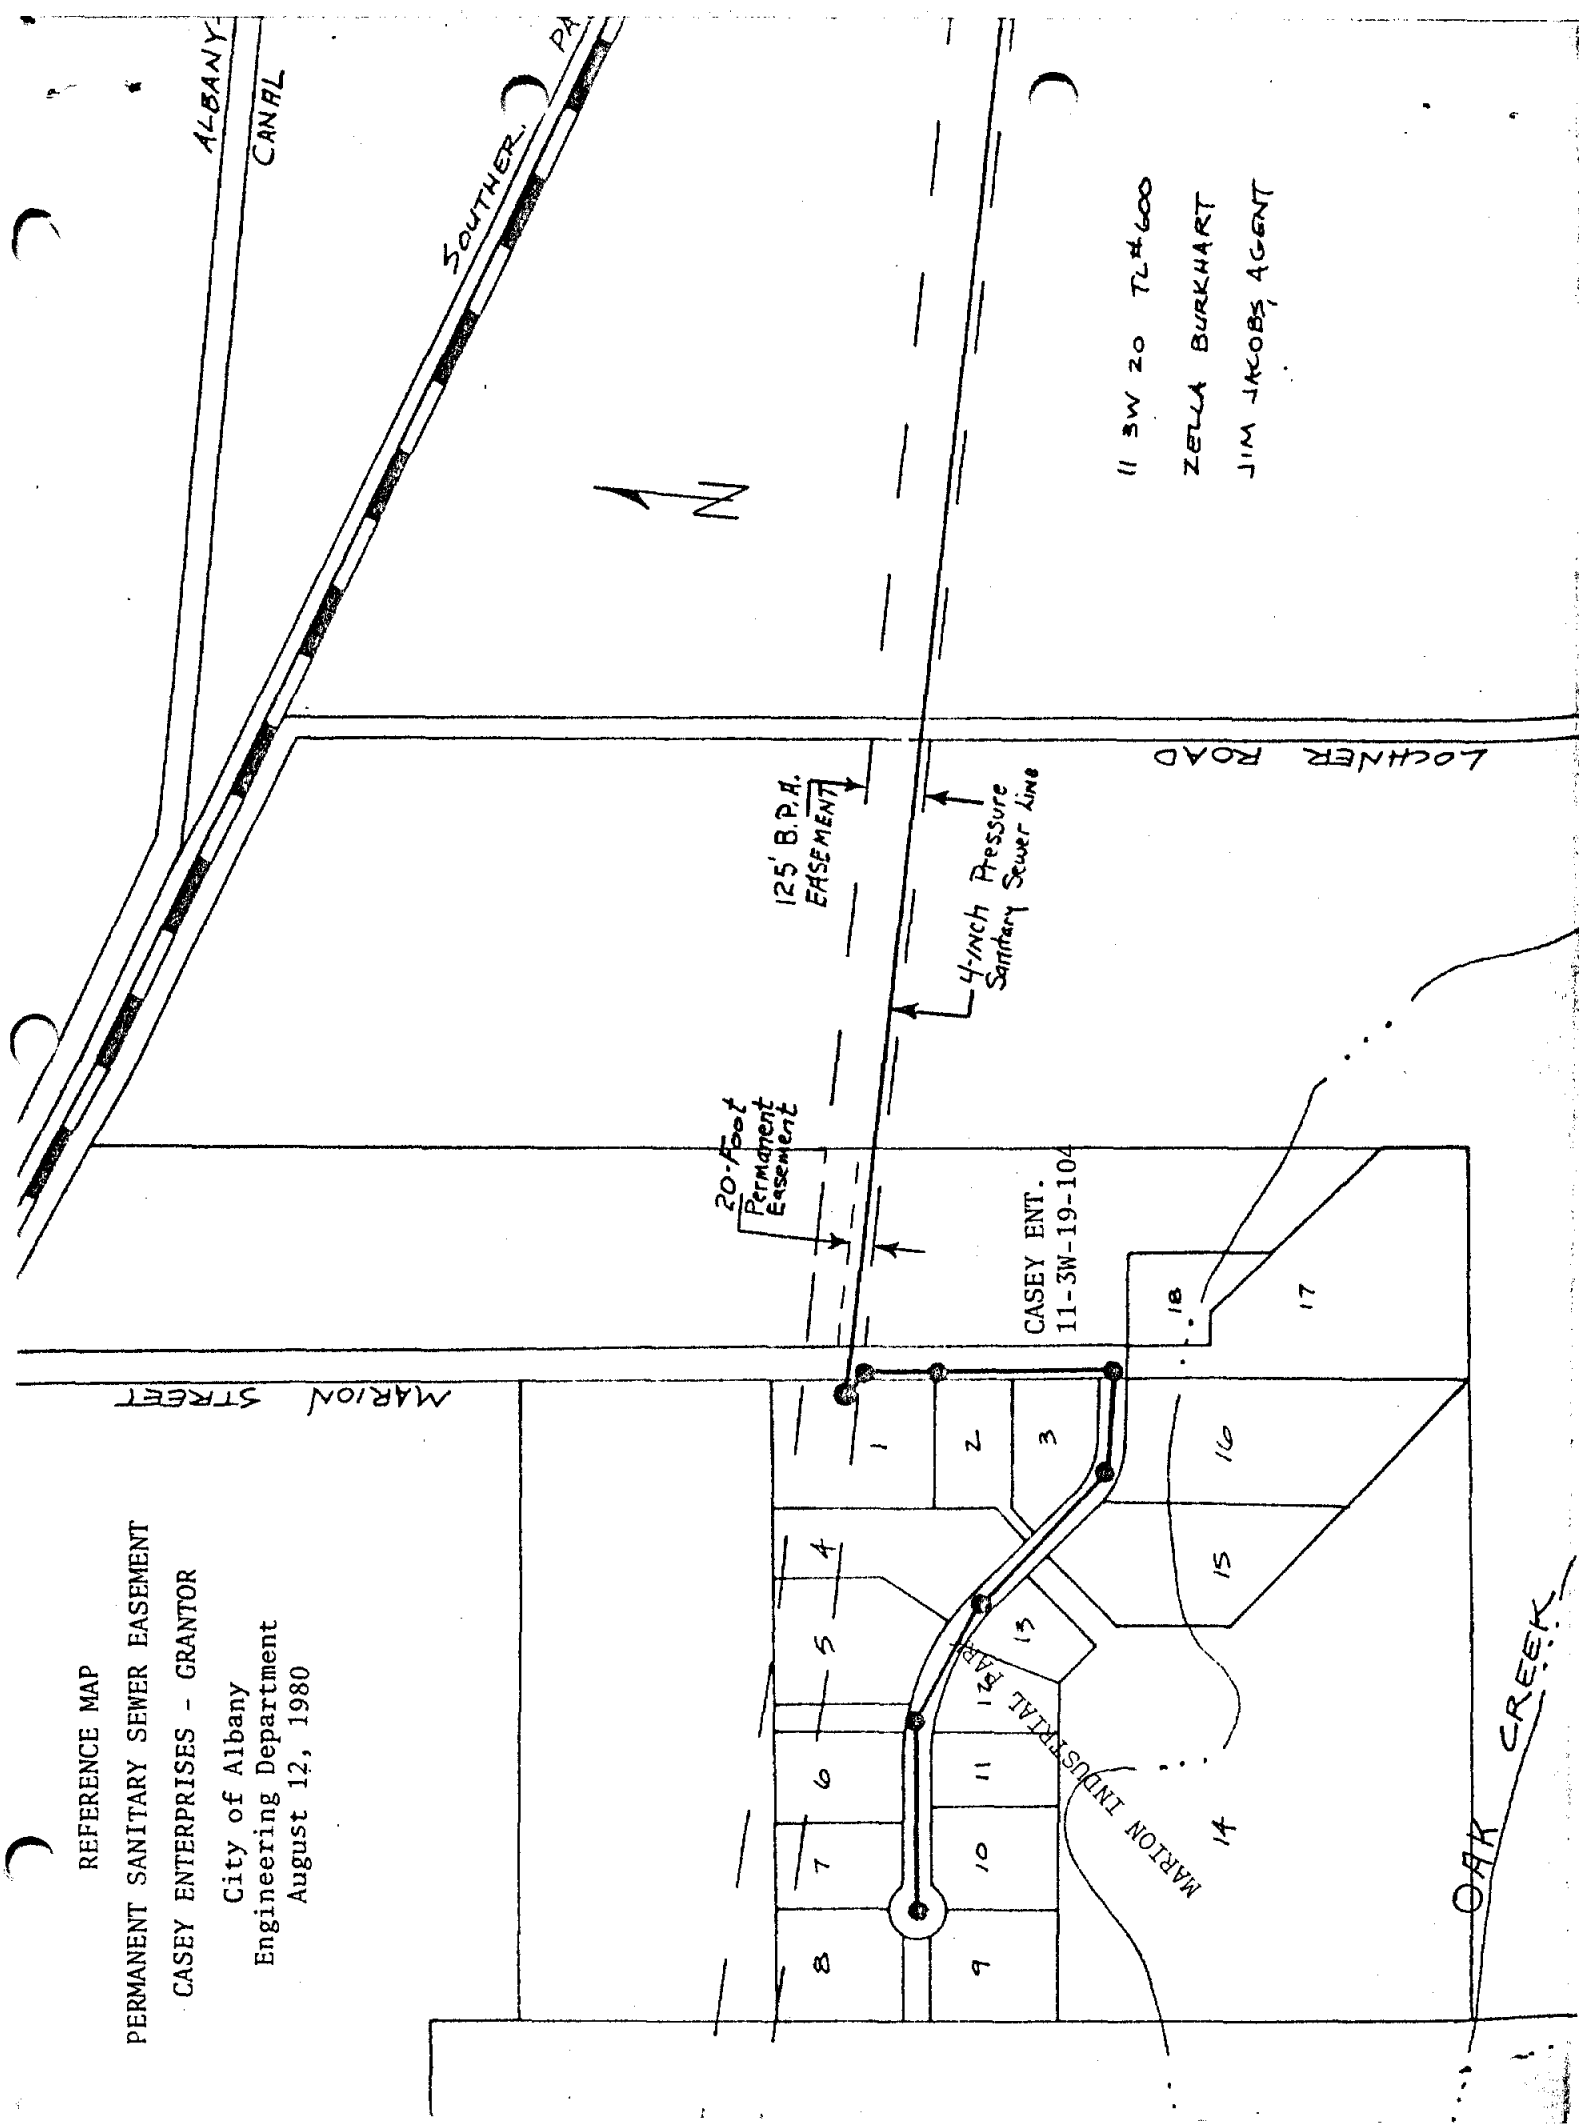 REFERENCE MAP
PERMANENT SANITARY SEWER EASEMENT
CASEY ENTERPRISES - GRANTOR
City of Albany
Engineering Department
August 12, 1980
ALBANY-
CANAL
SOUTHER.
PA
N
MARION STREET
LOCHNER ROAD
125' B.P.A.
EASEMENT
20-Foot
Permanent
Easement
4-inch Pressure
Sanitary Sewer Line
11 3W 20 TL#600
ZELLA BURKHART
JIM JACOBS, AGENT
CASEY ENT.
11-3W-19-104
1
2
3
4
5
6
7
8
9
10
11
12
13
14
15
16
17
18
MARION INDUSTRIAL PARK
OAK CREEK